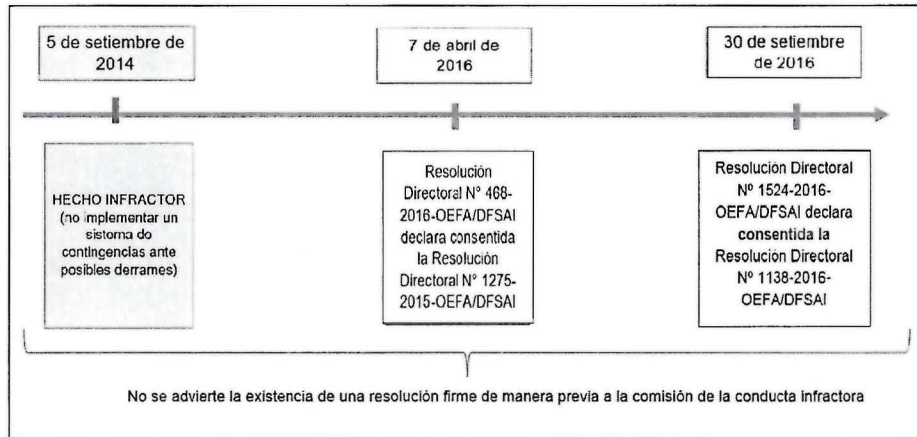 5 de setiembre de
2014
7 de abril de
2016
30 de setiembre
de 2016
HECHO INFRACTOR
(no implementar un
sistoma do
contingencias ante
posibles derrames)
Resolución
Directoral N° 468-
2016-OEFA/DFSAI
declara consentida
la Resolución
Directoral N° 1275-
2015-OEFA/DFSAI
Resolución Directoral
Nº 1524-2016-
OEFA/DFSAI declara
consentida la
Resolución Directoral
Nº 1138-2016-
OEFA/DFSAI
No se advierte la existencia de una resolución firme de manera previa a la comisión de la conducta infractora